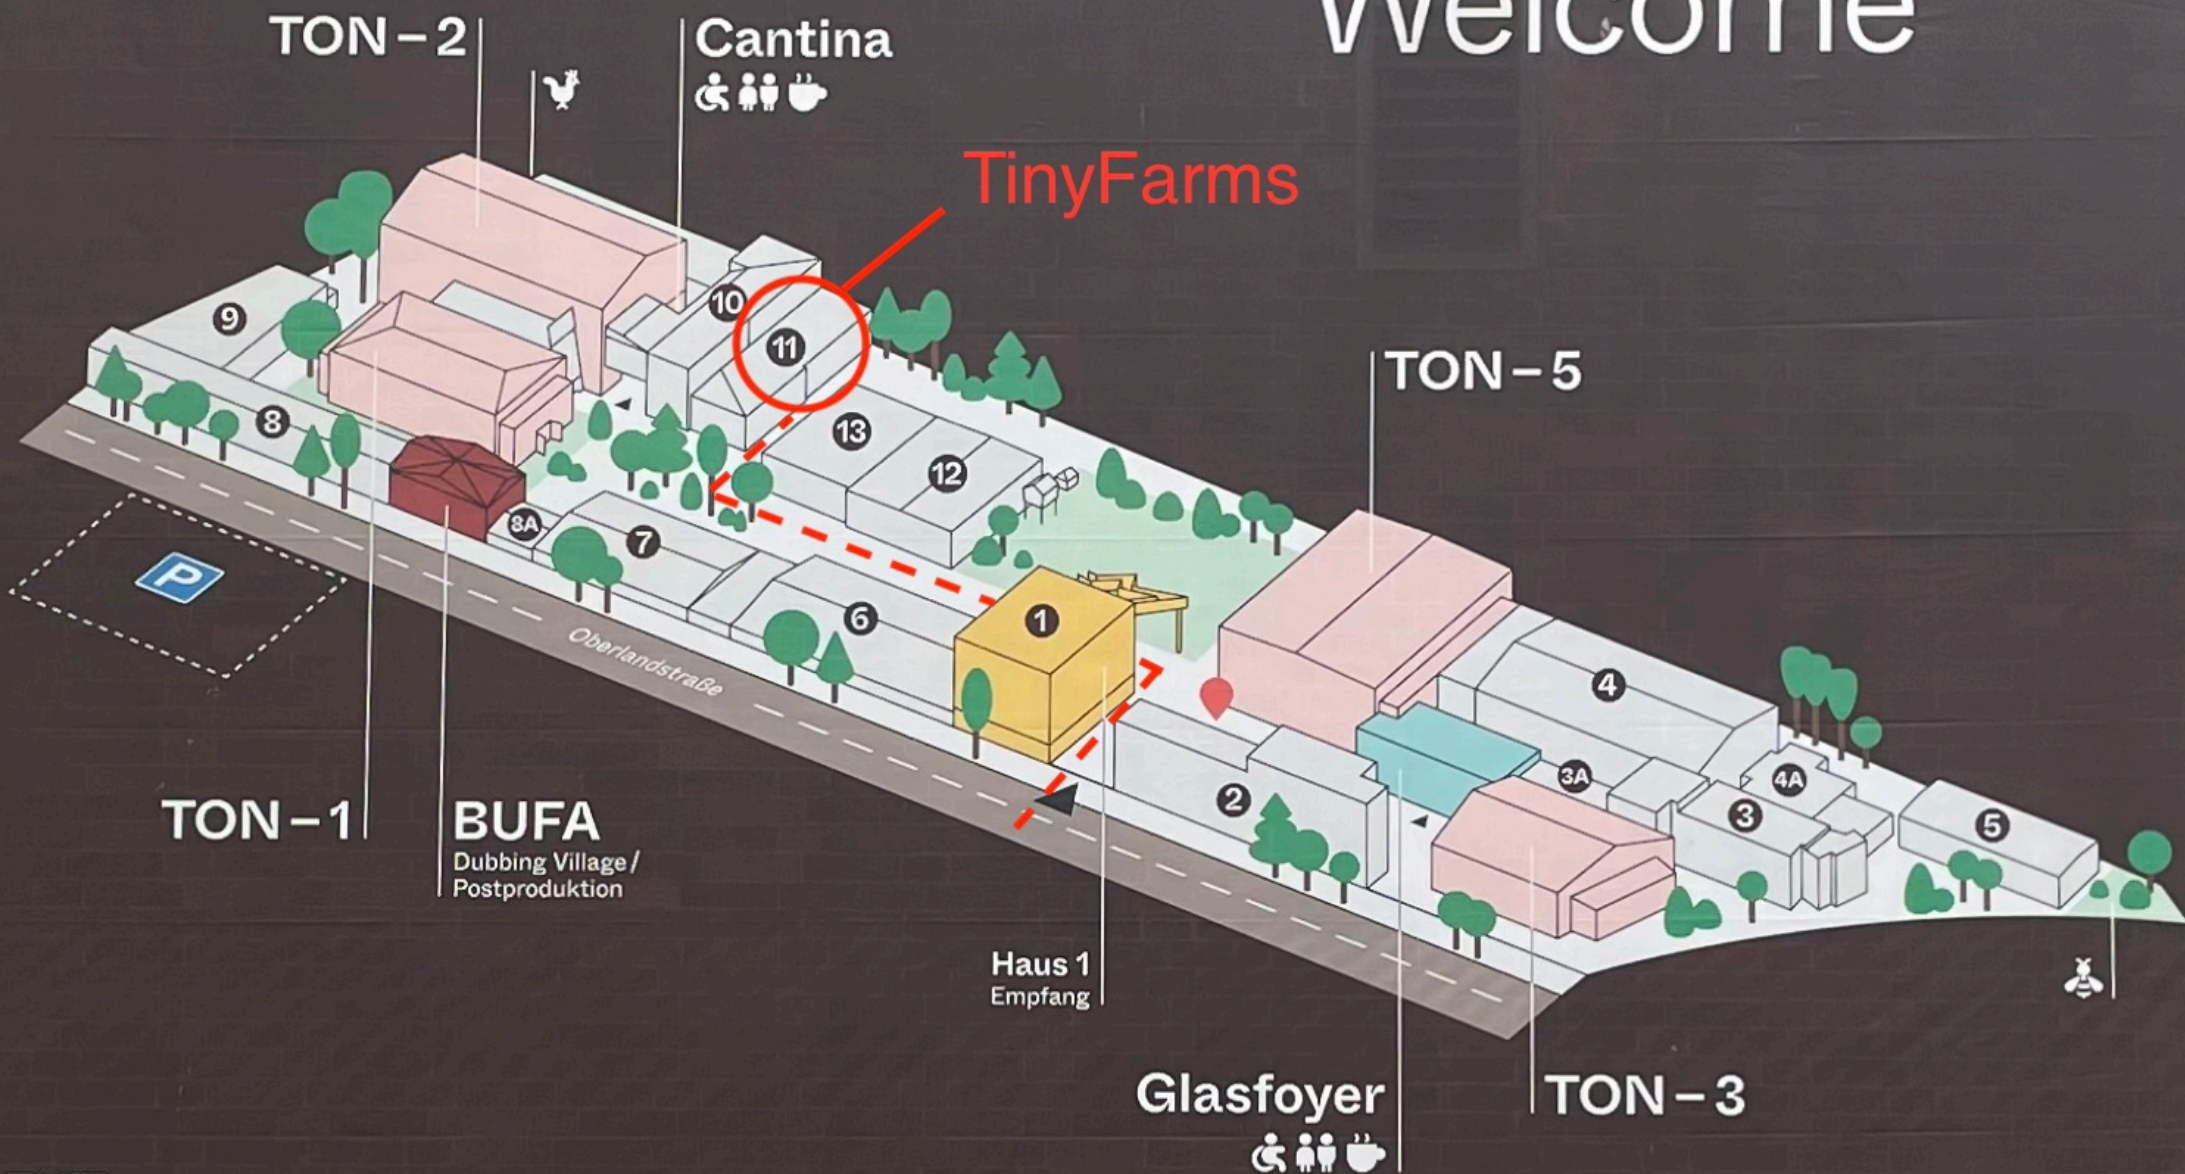 Welcome
TON – 2
Cantina
TinyFarms
TON – 5
9
10
11
8
13
12
8A
7
P
6
1
Oberlandstraße
4
3A
4A
2
3
5
TON – 1
BUFA
Dubbing Village /
Postproduktion
Haus 1
Empfang
Glasfoyer
TON – 3